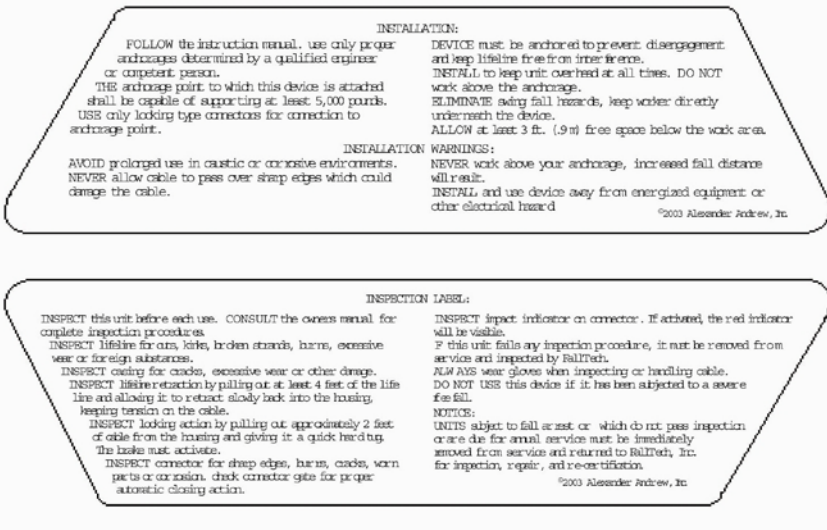 INSTALLATION:
FOLLOW the instruction manual. use only proper
anchorages determined by a qualified engineer
or competent person.
THE anchorage point to which this device is attached
shall be capable of supporting at least 5,000 pounds.
USE only locking type connectors for connection to
anchorage point.
DEVICE must be anchored to prevent disengagement
and keep lifeline free from interference.
INSTALL to keep unit overhead at all times. DO NOT
work above the anchorage.
ELIMINATE swing fall hazards, keep worker directly
underneath the device.
ALLOW at least 3 ft. (.9 m) free space below the work area.
INSTALLATION WARNINGS:
AVOID prolonged use in caustic or corrosive environments.
NEVER allow cable to pass over sharp edges which could
damage the cable.
NEVER work above your anchorage, increased fall distance
will result.
INSTALL and use device away from energized equipment or
other electrical hazard
©2003 Alexander Andrew, Inc.
INSPECTION LABEL:
INSPECT this unit before each use. CONSULT the owners manual for
complete inspection procedures.
INSPECT lifeline for cuts, kinks, broken strands, burns, excessive
wear or foreign substances.
INSPECT casing for cracks, excessive wear or other damage.
INSPECT lifeline retraction by pulling out at least 4 feet of the life
line and allowing it to retract slowly back into the housing,
keeping tension on the cable.
INSPECT locking action by pulling out approximately 2 feet
of cable from the housing and giving it a quick hard tug.
The brake must activate.
INSPECT connector for sharp edges, burns, cracks, worn
parts or corrosion. check connector gate for proper
automatic closing action.
INSPECT impact indicator on connector. If activated, the red indicator
will be visible.
F this unit fails any inspection procedure, it must be removed from
service and inspected by FallTech.
ALWAYS wear gloves when inspecting or handling cable.
DO NOT USE this device if it has been subjected to a severe
free fall.
NOTICE:
UNITS subject to fall arrest or which do not pass inspection
or are due for annual service must be immediately
removed from service and returned to FallTech, Inc.
for inspection, repair, and re-certification.
©2003 Alexander Andrew, Inc.